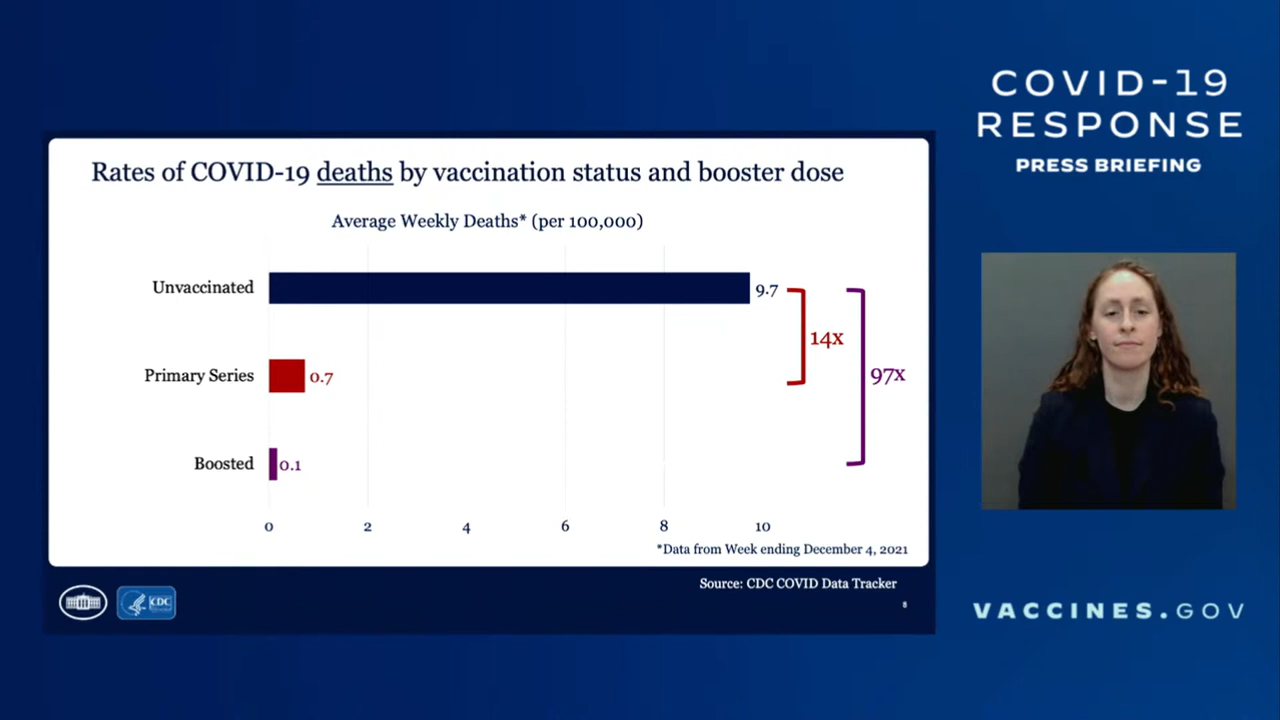 COVID-19
RESPONSE
PRESS BRIEFING
Rates of COVID-19 deaths by vaccination status and booster dose
Average Weekly Deaths* (per 100,000)
Unvaccinated
9.7
14x
Primary Series
0.7
97x
Boosted
0.1
0 2 4 6 8 10
*Data from Week ending December 4, 2021
Source: CDC COVID Data Tracker
8
CDC
VACCINES.GOV